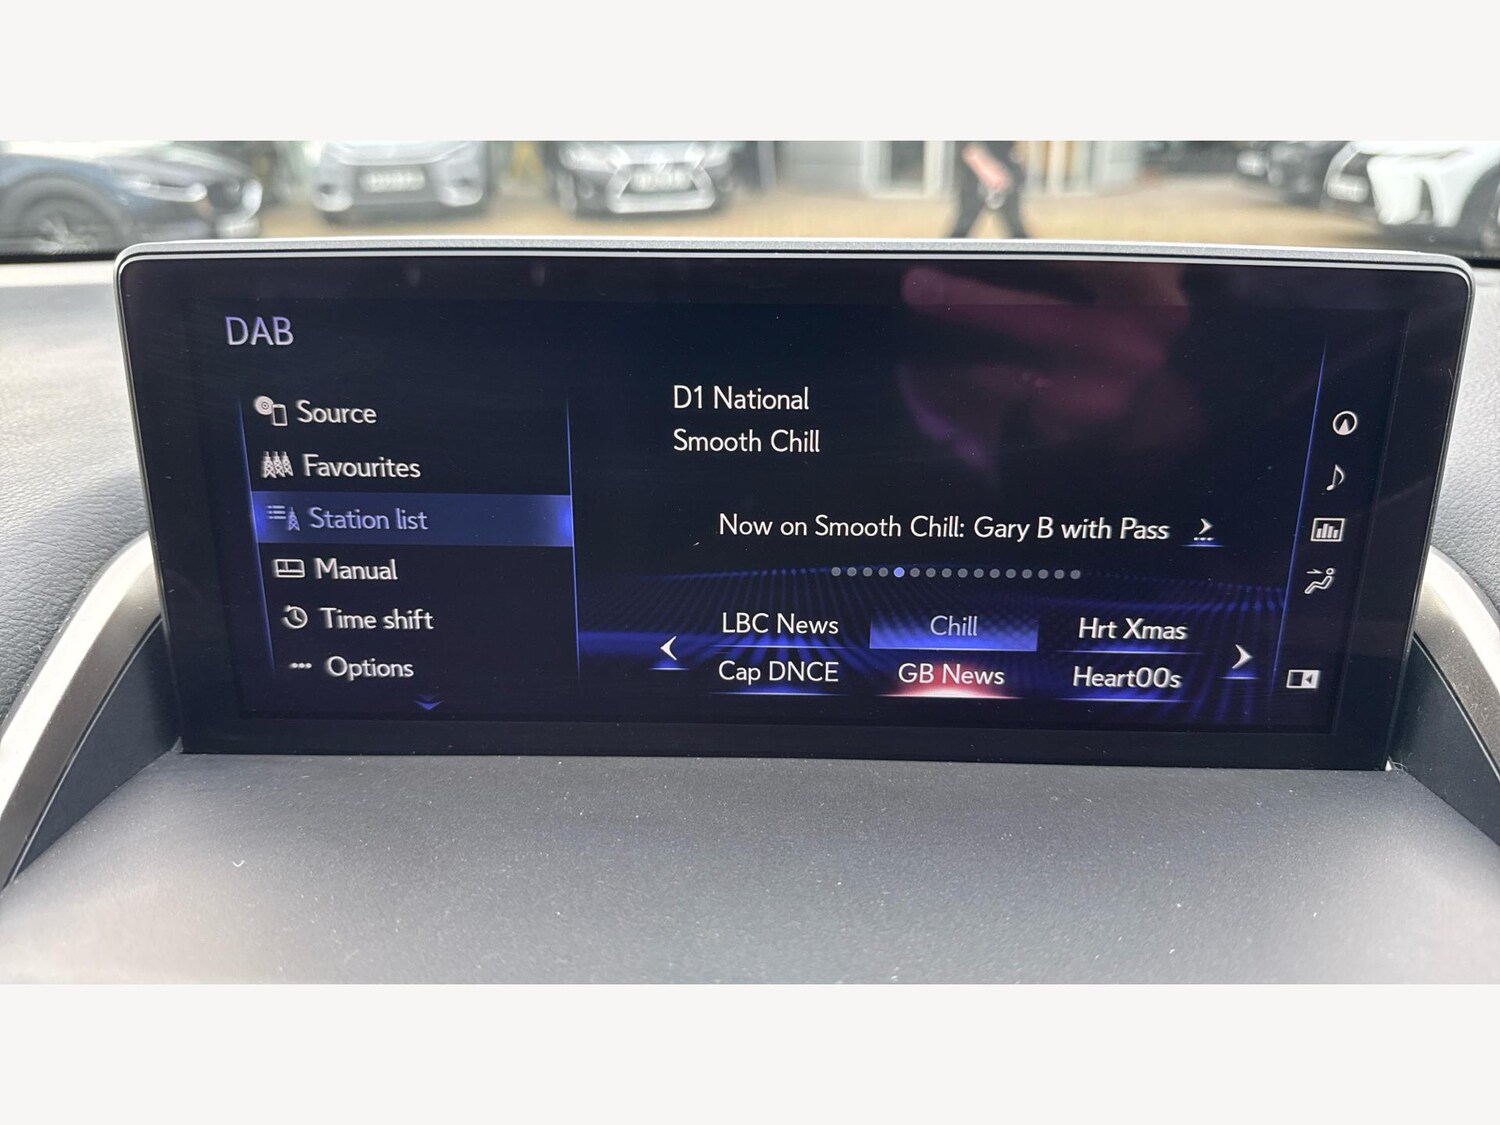 DAB
Source
Favourites
Station list
Manual
Time shift
Options
D1 National
Smooth Chill
Now on Smooth Chill: Gary B with Pass
LBC News
Chill
Hrt Xmas
Cap DNCE
GB News
Heart00s